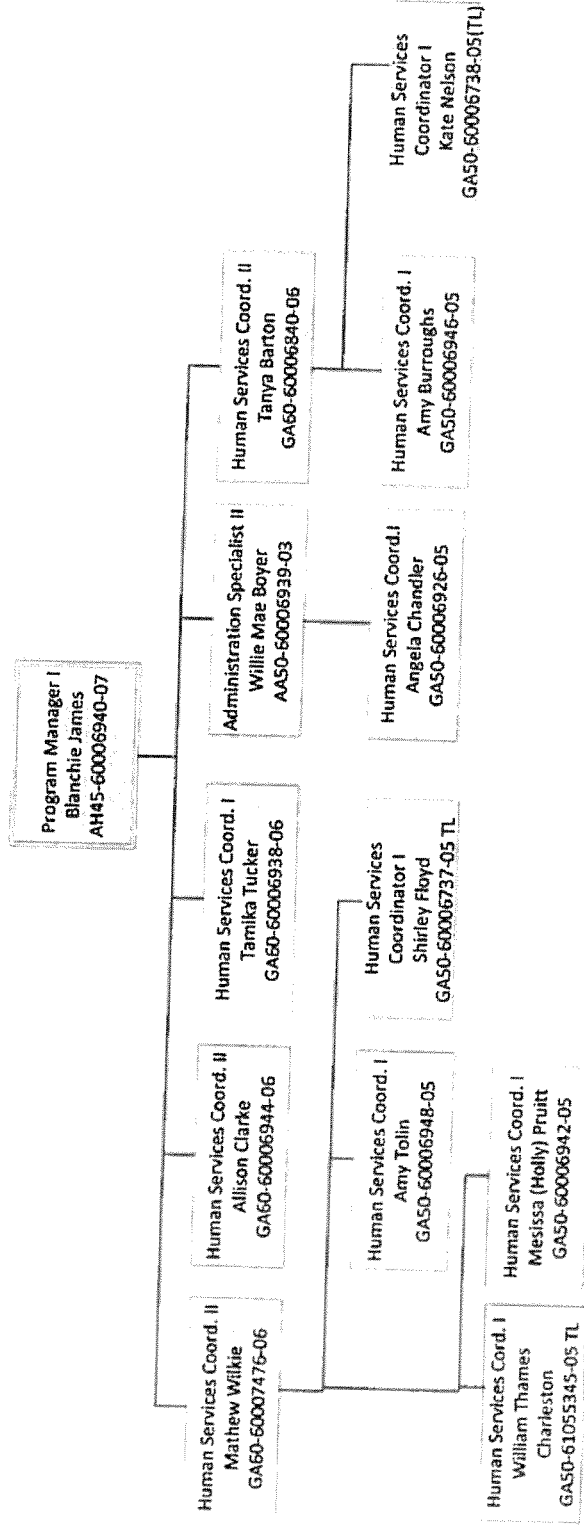 Program Manager I
Blanchie James
AH45-60006940-07
Human Services Coord. II
Mathew Wilkie
GA60-60007476-06
Human Services Coord. II
Allison Clarke
GA60-60006944-06
Human Services Coord. I
Tamika Tucker
GA60-60006938-06
Administration Specialist II
Willie Mae Boyer
AA50-60006939-03
Human Services Coord. II
Tanya Barton
GA60-60006840-06
Human Services Coord. I
Amy Tolin
GA50-60006948-05
Human Services
Coordinator I
Shirley Floyd
GA50-60006737-05 TL
Human Services Coord.I
Angela Chandler
GA50-60006926-05
Human Services Coord. I
Amy Burroughs
GA50-60006946-05
Human Services
Coordinator I
Kate Nelson
GA50-60006738-05(TL)
Human Services Cord. I
William Thames
Charleston
GA50-61055345-05 TL
Human Services Coord. I
Mesissa (Holly) Pruitt
GA50-60006942-05